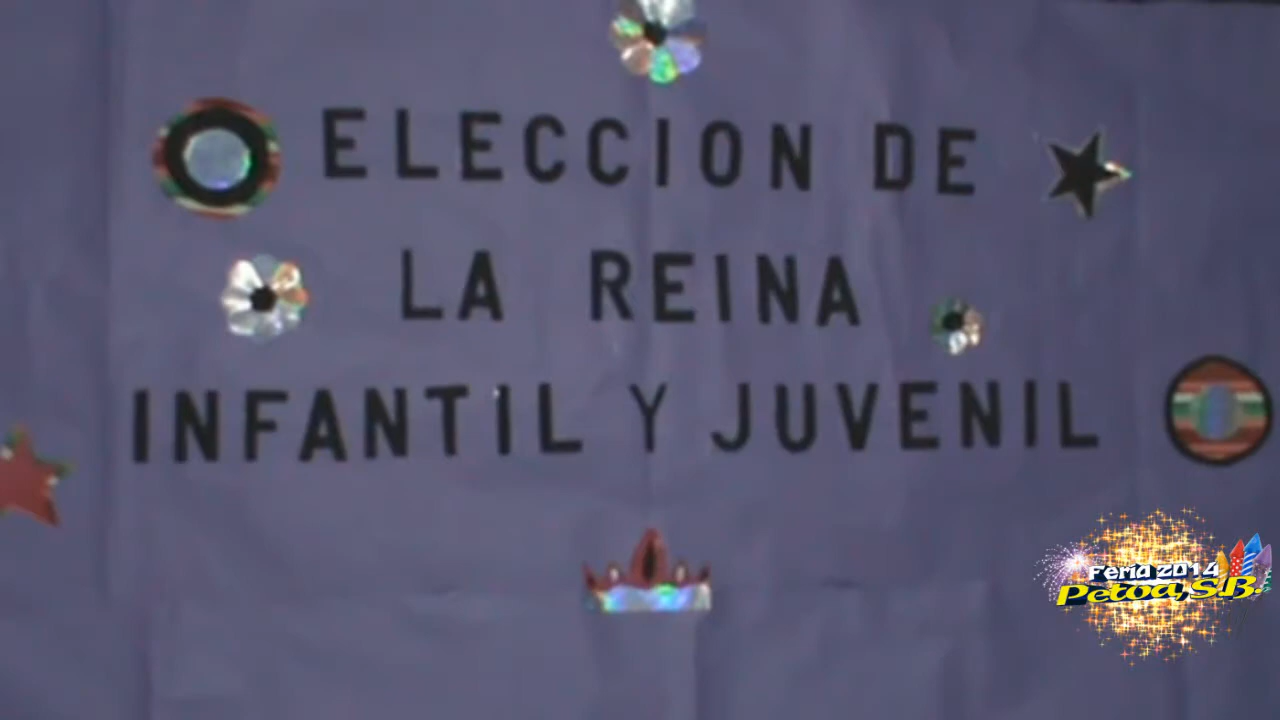 ELECCION DE
LA REINA
INFANTIL Y JUVENIL
Feria 2014
Petoa, S.B.